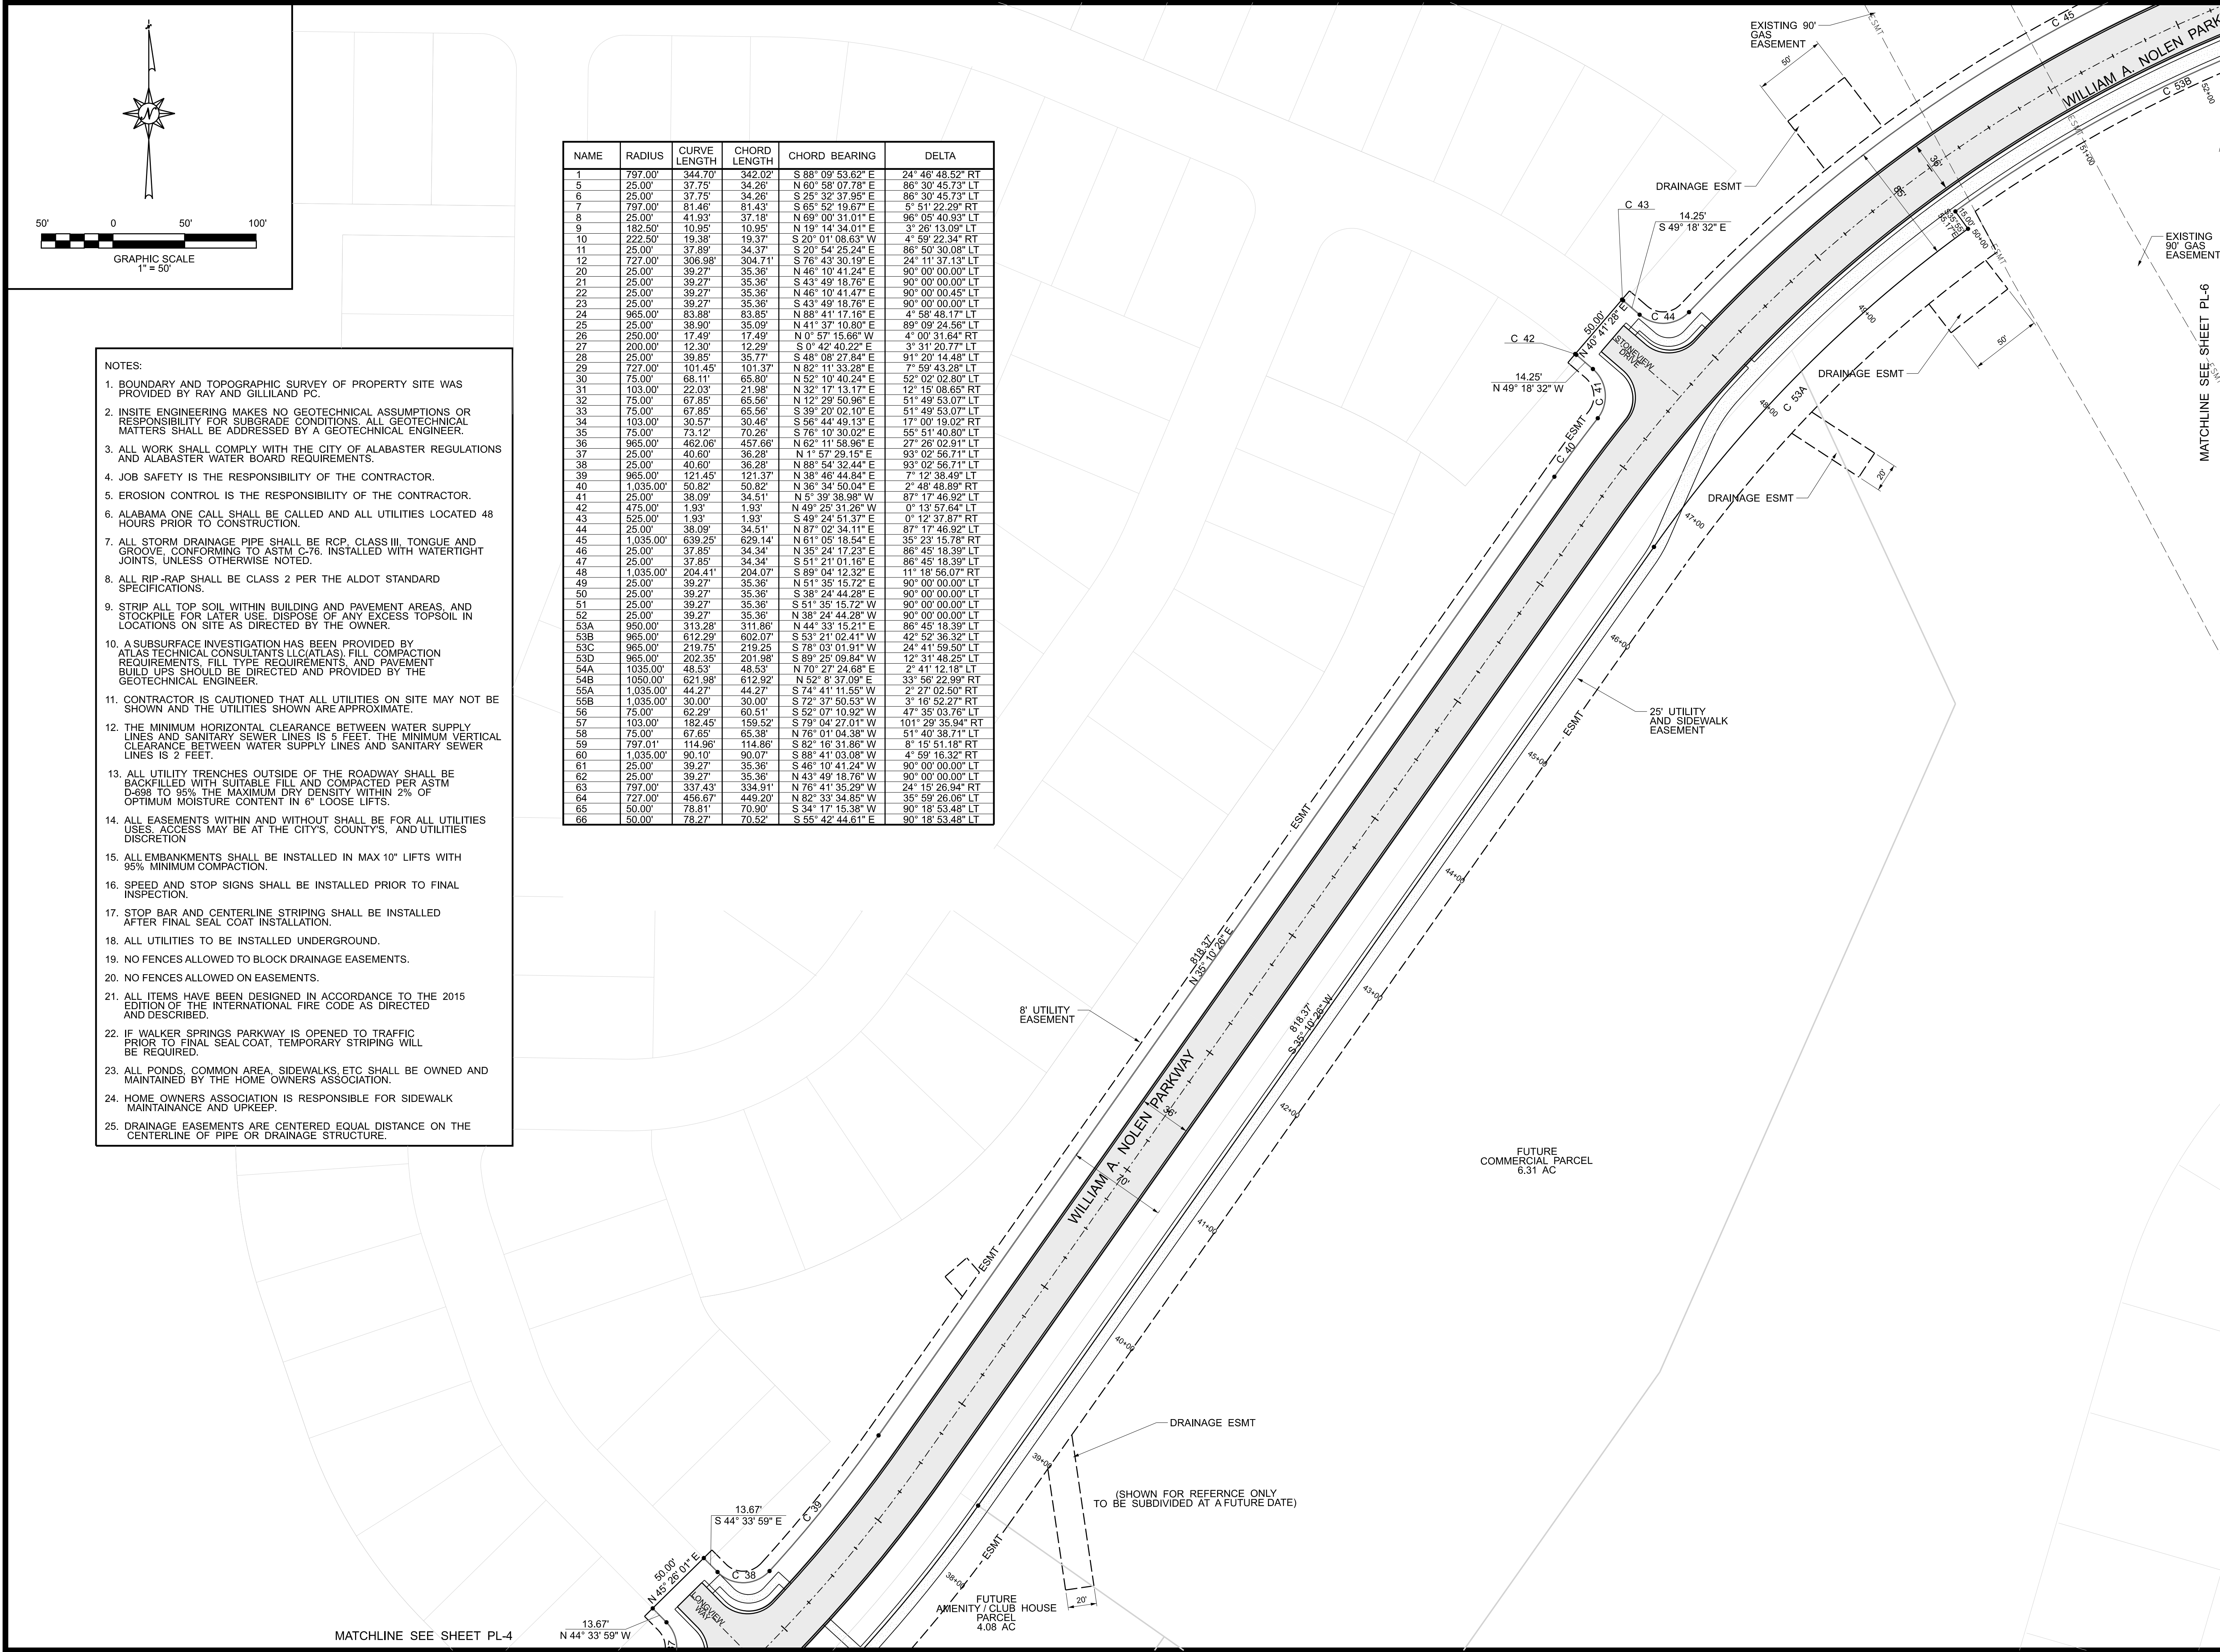 N
50' 0 50' 100'
GRAPHIC SCALE
1" = 50'
NOTES:
1. BOUNDARY AND TOPOGRAPHIC SURVEY OF PROPERTY SITE WAS
PROVIDED BY RAY AND GILLILAND PC.
2. INSITE ENGINEERING MAKES NO GEOTECHNICAL ASSUMPTIONS OR
RESPONSIBILITY FOR SUBGRADE CONDITIONS. ALL GEOTECHNICAL
MATTERS SHALL BE ADDRESSED BY A GEOTECHNICAL ENGINEER.
3. ALL WORK SHALL COMPLY WITH THE CITY OF ALABASTER REGULATIONS
AND ALABASTER WATER BOARD REQUIREMENTS.
4. JOB SAFETY IS THE RESPONSIBILITY OF THE CONTRACTOR.
5. EROSION CONTROL IS THE RESPONSIBILITY OF THE CONTRACTOR.
6. ALABAMA ONE CALL SHALL BE CALLED AND ALL UTILITIES LOCATED 48
HOURS PRIOR TO CONSTRUCTION.
7. ALL STORM DRAINAGE PIPE SHALL BE RCP, CLASS III, TONGUE AND
GROOVE, CONFORMING TO ASTM C-76. INSTALLED WITH WATERTIGHT
JOINTS, UNLESS OTHERWISE NOTED.
8. ALL RIP-RAP SHALL BE CLASS 2 PER THE ALDOT STANDARD
SPECIFICATIONS.
9. STRIP ALL TOP SOIL WITHIN BUILDING AND PAVEMENT AREAS, AND
STOCKPILE FOR LATER USE. DISPOSE OF ANY EXCESS TOPSOIL IN
LOCATIONS ON SITE AS DIRECTED BY THE OWNER.
10. A SUBSURFACE INVESTIGATION HAS BEEN PROVIDED BY
ATLAS TECHNICAL CONSULTANTS LLC(ATLAS). FILL COMPACTION
REQUIREMENTS, FILL TYPE REQUIREMENTS, AND PAVEMENT
BUILD UPS SHOULD BE DIRECTED AND PROVIDED BY THE
GEOTECHNICAL ENGINEER.
11. CONTRACTOR IS CAUTIONED THAT ALL UTILITIES ON SITE MAY NOT BE
SHOWN AND THE UTILITIES SHOWN ARE APPROXIMATE.
12. THE MINIMUM HORIZONTAL CLEARANCE BETWEEN WATER SUPPLY
LINES AND SANITARY SEWER LINES IS 5 FEET. THE MINIMUM VERTICAL
CLEARANCE BETWEEN WATER SUPPLY LINES AND SANITARY SEWER
LINES IS 2 FEET.
13. ALL UTILITY TRENCHES OUTSIDE OF THE ROADWAY SHALL BE
BACKFILLED WITH SUITABLE FILL AND COMPACTED PER ASTM
D-698 TO 95% THE MAXIMUM DRY DENSITY WITHIN 2% OF
OPTIMUM MOISTURE CONTENT IN 6" LOOSE LIFTS.
14. ALL EASEMENTS WITHIN AND WITHOUT SHALL BE FOR ALL UTILITIES
USES. ACCESS MAY BE AT THE CITY'S, COUNTY'S, AND UTILITIES
DISCRETION
15. ALL EMBANKMENTS SHALL BE INSTALLED IN MAX 10" LIFTS WITH
95% MINIMUM COMPACTION.
16. SPEED AND STOP SIGNS SHALL BE INSTALLED PRIOR TO FINAL
INSPECTION.
17. STOP BAR AND CENTERLINE STRIPING SHALL BE INSTALLED
AFTER FINAL SEAL COAT INSTALLATION.
18. ALL UTILITIES TO BE INSTALLED UNDERGROUND.
19. NO FENCES ALLOWED TO BLOCK DRAINAGE EASEMENTS.
20. NO FENCES ALLOWED ON EASEMENTS.
21. ALL ITEMS HAVE BEEN DESIGNED IN ACCORDANCE TO THE 2015
EDITION OF THE INTERNATIONAL FIRE CODE AS DIRECTED
AND DESCRIBED.
22. IF WALKER SPRINGS PARKWAY IS OPENED TO TRAFFIC
PRIOR TO FINAL SEAL COAT, TEMPORARY STRIPING WILL
BE REQUIRED.
23. ALL PONDS, COMMON AREA, SIDEWALKS, ETC SHALL BE OWNED AND
MAINTAINED BY THE HOME OWNERS ASSOCIATION.
24. HOME OWNERS ASSOCIATION IS RESPONSIBLE FOR SIDEWALK
MAINTAINANCE AND UPKEEP.
25. DRAINAGE EASEMENTS ARE CENTERED EQUAL DISTANCE ON THE
CENTERLINE OF PIPE OR DRAINAGE STRUCTURE.
NAME RADIUS CURVE LENGTH CHORD LENGTH CHORD BEARING DELTA
1 797.00' 344.70' 342.02' S 88° 09' 53.62" E 24° 46' 48.52" RT
5 25.00' 37.75' 34.26' N 60° 58' 07.78" E 86° 30' 45.73" LT
6 25.00' 37.75' 34.26' S 25° 32' 37.95" E 86° 30' 45.73" LT
7 797.00' 81.46' 81.43' S 65° 52' 19.67" E 5° 51' 22.29" RT
8 25.00' 41.93' 37.18' N 69° 00' 31.01" E 96° 05' 40.93" LT
9 182.50' 10.95' 10.95' N 19° 14' 34.01" E 3° 26' 13.09" LT
10 222.50' 19.38' 19.37' S 20° 01' 08.63" W 4° 59' 22.34" RT
11 25.00' 37.89' 34.37' S 20° 54' 25.24" E 86° 50' 30.08" LT
12 727.00' 306.98' 304.71' S 76° 43' 30.19" E 24° 11' 37.13" LT
20 25.00' 39.27' 35.36' N 46° 10' 41.24" E 90° 00' 00.00" LT
21 25.00' 39.27' 35.36' S 43° 49' 18.76" E 90° 00' 00.00" LT
22 25.00' 39.27' 35.36' N 46° 10' 41.47" E 90° 00' 00.45" LT
23 25.00' 39.27' 35.36' S 43° 49' 18.76" E 90° 00' 00.00" LT
24 965.00' 83.88' 83.85' N 88° 41' 17.16" E 4° 58' 48.17" LT
25 25.00' 38.90' 35.09' N 41° 37' 10.80" E 89° 09' 24.56" LT
26 250.00' 17.49' 17.49' N 0° 57' 15.66" W 4° 00' 31.64" RT
27 200.00' 12.30' 12.29' S 0° 42' 40.22" E 3° 31' 20.77" LT
28 25.00' 39.85' 35.77' S 48° 08' 27.84" E 91° 20' 14.48" LT
29 727.00' 101.45' 101.37' N 82° 11' 33.28" E 7° 59' 43.28" LT
30 75.00' 68.11' 65.80' N 52° 10' 40.24" E 52° 02' 02.80" LT
31 103.00' 22.03' 21.98' N 32° 17' 13.17" E 12° 15' 08.65" RT
32 75.00' 67.85' 65.56' N 12° 29' 50.96" E 51° 49' 53.07" LT
33 75.00' 67.85' 65.56' S 39° 20' 02.10" E 51° 49' 53.07" LT
34 103.00' 30.57' 30.46' S 56° 44' 49.13" E 17° 00' 19.02" RT
35 75.00' 73.12' 70.26' S 76° 10' 30.02" E 55° 51' 40.80" LT
36 965.00' 462.06' 457.66' N 62° 11' 58.96" E 27° 26' 02.91" LT
37 25.00' 40.60' 36.28' N 1° 57' 29.15" E 93° 02' 56.71" LT
38 25.00' 40.60' 36.28' N 88° 54' 32.44" E 93° 02' 56.71" LT
39 965.00' 121.45' 121.37' N 38° 46' 44.84" E 7° 12' 38.49" LT
40 1,035.00' 50.82' 50.82' N 36° 34' 50.04" E 2° 48' 48.89" RT
41 25.00' 38.09' 34.51' N 5° 39' 38.98" W 87° 17' 46.92" LT
42 475.00' 1.93' 1.93' N 49° 25' 31.26" W 0° 13' 57.64" LT
43 525.00' 1.93' 1.93' S 49° 24' 51.37" E 0° 12' 37.87" RT
44 25.00' 38.09' 34.51' N 87° 02' 34.11" E 87° 17' 46.92" LT
45 1,035.00' 639.25' 629.14' N 61° 05' 18.54" E 35° 23' 15.78" RT
46 25.00' 37.85' 34.34' N 35° 24' 17.23" E 86° 45' 18.39" LT
47 25.00' 37.85' 34.34' S 51° 21' 01.16" E 86° 45' 18.39" LT
48 1,035.00' 204.41' 204.07' S 89° 04' 12.32" E 11° 18' 56.07" RT
49 25.00' 39.27' 35.36' N 51° 35' 15.72" E 90° 00' 00.00" LT
50 25.00' 39.27' 35.36' S 38° 24' 44.28" E 90° 00' 00.00" LT
51 25.00' 39.27' 35.36' S 51° 35' 15.72" W 90° 00' 00.00" LT
52 25.00' 39.27' 35.36' N 38° 24' 44.28" W 90° 00' 00.00" LT
53A 950.00' 313.28' 311.86' N 44° 33' 15.21" E 86° 45' 18.39" LT
53B 965.00' 612.29' 602.07' S 53° 21' 02.41" W 42° 52' 36.32" LT
53C 965.00' 219.75' 219.25 S 78° 03' 01.91" W 24° 41' 59.50" LT
53D 965.00' 202.35' 201.98' S 89° 25' 09.84" W 12° 31' 48.25" LT
54A 1035.00' 48.53' 48.53' N 70° 27' 24.68" E 2° 41' 12.18" LT
54B 1050.00' 621.98' 612.92' N 52° 8' 37.09" E 33° 56' 22.99" RT
55A 1,035.00' 44.27' 44.27' S 74° 41' 11.55" W 2° 27' 02.50" RT
55B 1,035.00' 30.00' 30.00' S 72° 37' 50.53" W 3° 16' 52.27" RT
56 75.00' 62.29' 60.51' S 52° 07' 10.92" W 47° 35' 03.76" LT
57 103.00' 182.45' 159.52' S 79° 04' 27.01" W 101° 29' 35.94" RT
58 75.00' 67.65' 65.38' N 76° 01' 04.38" W 51° 40' 38.71" LT
59 797.01' 114.96' 114.86' S 82° 16' 31.86" W 8° 15' 51.18" RT
60 1,035.00' 90.10' 90.07' S 88° 41' 03.08" W 4° 59' 16.32" RT
61 25.00' 39.27' 35.36' S 46° 10' 41.24" W 90° 00' 00.00" LT
62 25.00' 39.27' 35.36' N 43° 49' 18.76" W 90° 00' 00.00" LT
63 797.00' 337.43' 334.91' N 76° 41' 35.29" W 24° 15' 26.94" RT
64 727.00' 456.67' 449.20' N 82° 33' 34.85" W 35° 59' 26.06" LT
65 50.00' 78.81' 70.90' S 34° 17' 15.38" W 90° 18' 53.48" LT
66 50.00' 78.27' 70.52' S 55° 42' 44.61" E 90° 18' 53.48" LT
EXISTING 90'
GAS
EASEMENT
50'
ESMT
C 45
WILLIAM A. NOLEN PARK
C 53B
52+00
ESMT
51+00
DRAINAGE ESMT
36'
85'
C 43
14.25'
S 49° 18' 32" E
15.00'
50+00
ESMT
EXISTING
90' GAS
EASEMENT
MATCHLINE SEE SHEET PL-6
ESMT
50.00'
N 40° 41' 28" E
C 44
C 42
STONEVIEW
DRIVE
49+00
50'
DRAINAGE ESMT
14.25'
N 49° 18' 32" W
C 41
48+00
C 53A
ESMT
C 40
20'
DRAINAGE ESMT
47+00
46+00
25' UTILITY
AND SIDEWALK
EASEMENT
ESMT
45+00
ESMT
44+00
818.37'
N 35° 10' 26" E
43+00
818.37'
S 35° 10' 26" W
8' UTILITY
EASEMENT
WILLIAM A. NOLEN PARKWAY
36'
42+00
70'
FUTURE
COMMERCIAL PARCEL
6.31 AC
41+00
ESMT
40+00
DRAINAGE ESMT
39+00
(SHOWN FOR REFERNCE ONLY
TO BE SUBDIVIDED AT A FUTURE DATE)
C 39
13.67'
S 44° 33' 59" E
ESMT
50.00'
N 45° 26' 01" E
C 38
38+00
LONGVIEW
WAY
FUTURE
AMENITY / CLUB HOUSE
PARCEL
4.08 AC
20'
13.67'
N 44° 33' 59" W
MATCHLINE SEE SHEET PL-4